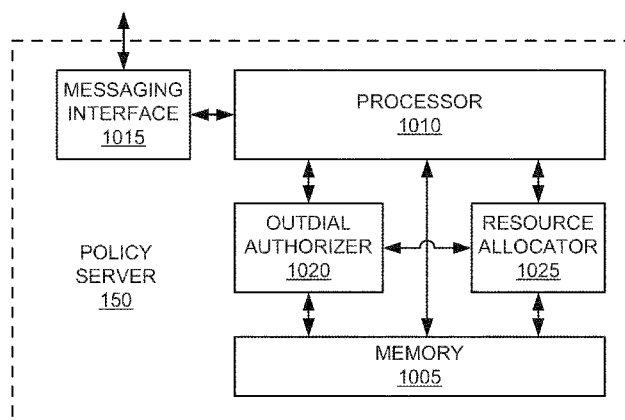 MESSAGING
INTERFACE
1015
PROCESSOR
1010
OUTDIAL
AUTHORIZER
1020
RESOURCE
ALLOCATOR
1025
POLICY
SERVER
150
MEMORY
1005